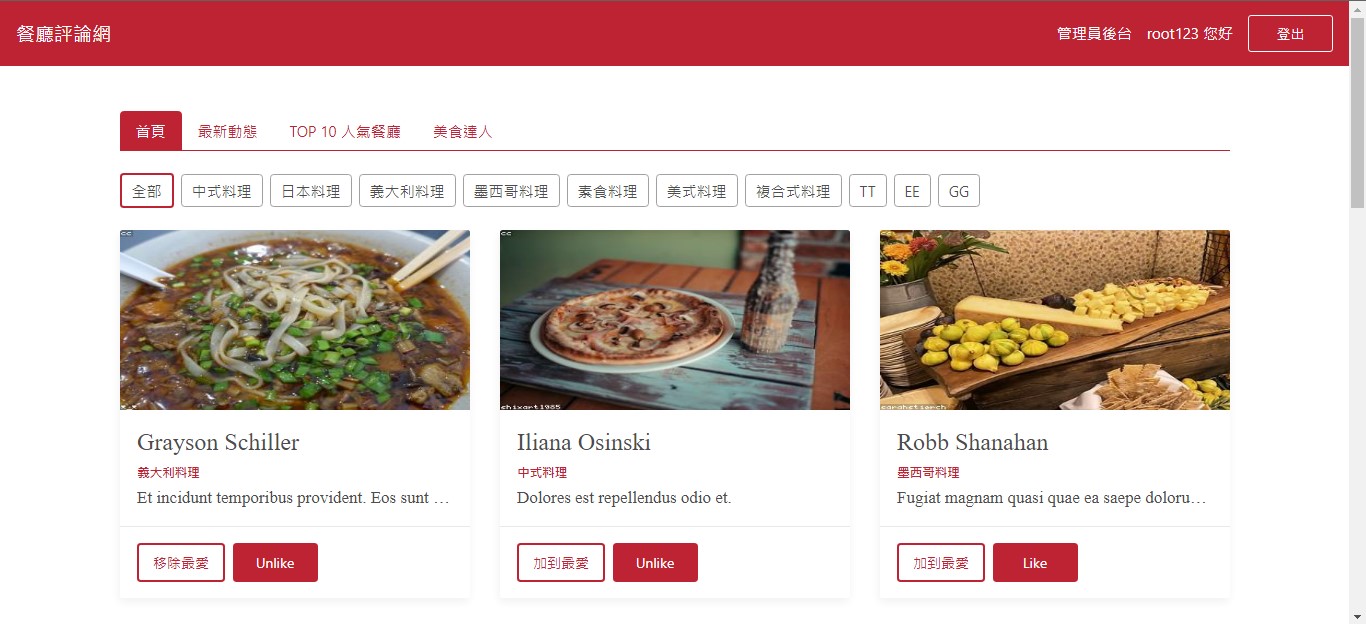 餐廳評論網
管理員後台 root123 您好 登出
首頁 最新動態 TOP 10 人氣餐廳 美食達人
全部 中式料理 日本料理 義大利料理 墨西哥料理 素食料理 美式料理 複合式料理 TT EE GG
cc cc
shixart1985 sarahstierch
Grayson Schiller Iliana Osinski Robb Shanahan
義大利料理 中式料理 墨西哥料理
Et incidunt temporibus provident. Eos sunt … Dolores est repellendus odio et. Fugiat magnam quasi quae ea saepe doloru…
移除最愛 Unlike 加到最愛 Unlike 加到最愛 Like